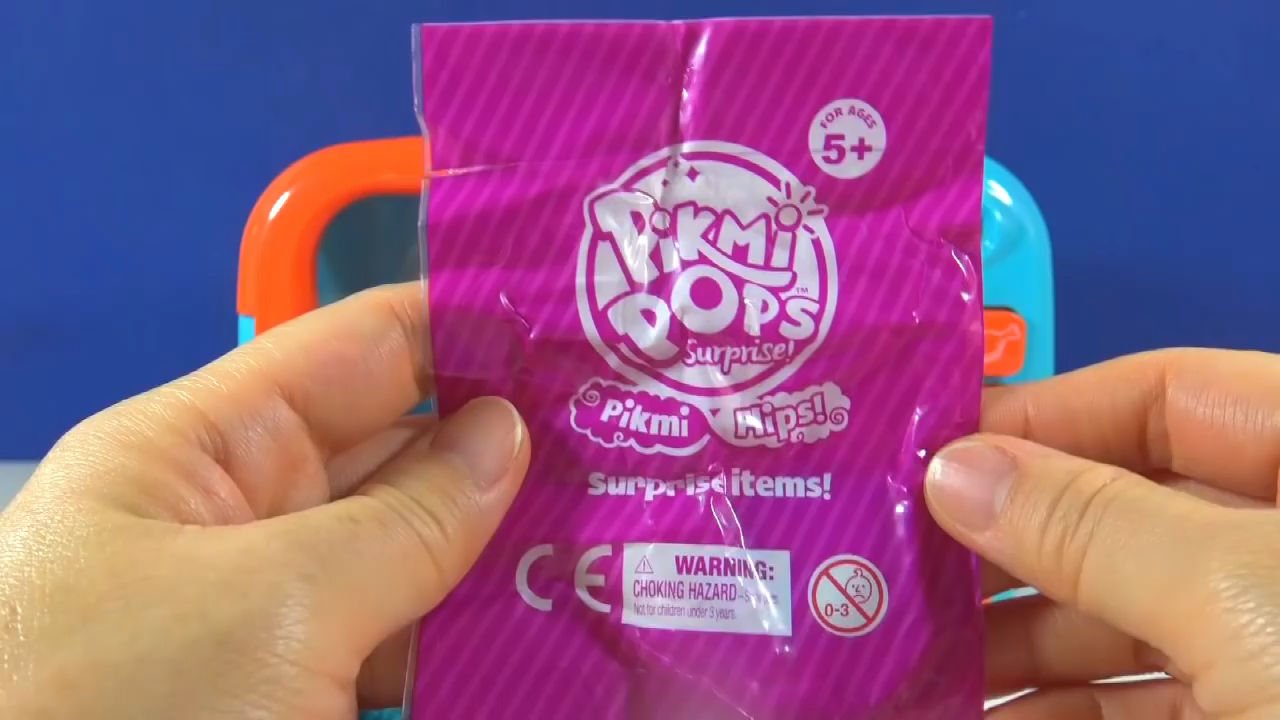 FOR AGES
5+
PiKMi
POPS™
Surprise!
Pikmi
Flips!
Surprise items!
CE
WARNING:
CHOKING HAZARD
Not for children under 3 years
0-3